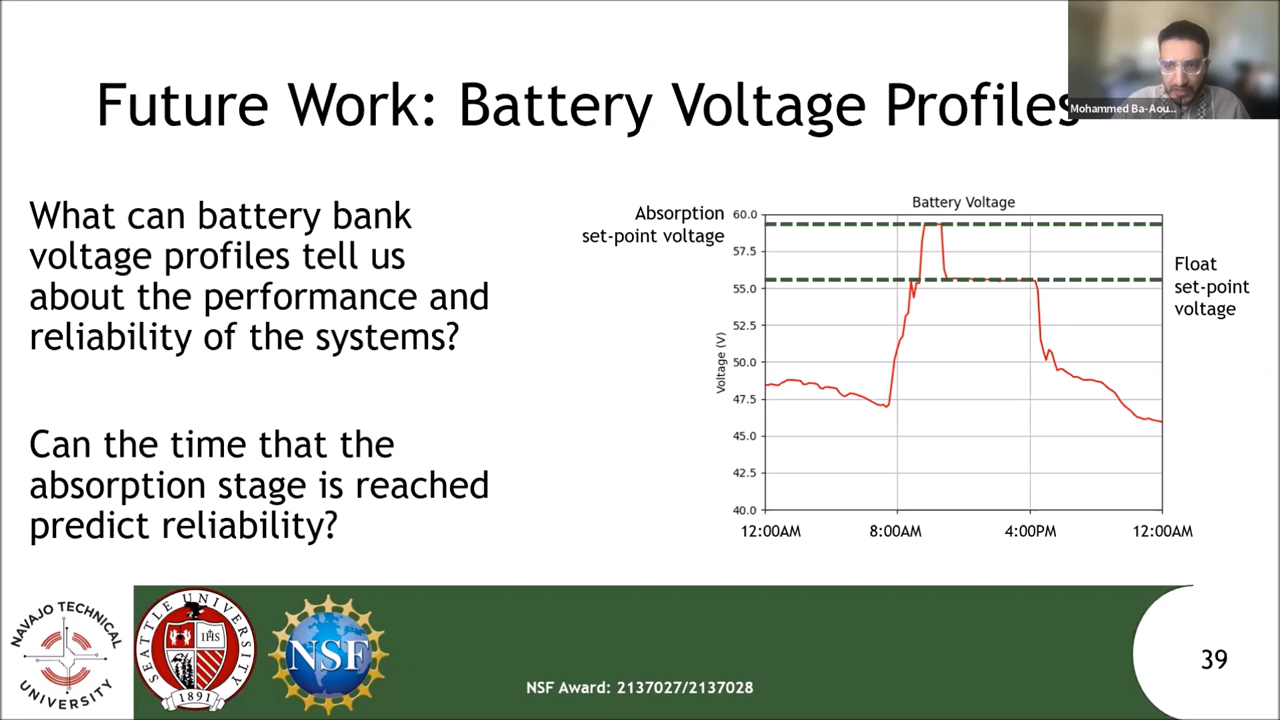 Future Work: Battery Voltage Profiles
Mohammed Ba-Aou...
What can battery bank
voltage profiles tell us
about the performance and
reliability of the systems?
Can the time that the
absorption stage is reached
predict reliability?
Absorption
set-point voltage
Battery Voltage
60.0
57.5
55.0
52.5
50.0
47.5
45.0
42.5
40.0
Voltage (V)
12:00AM
8:00AM
4:00PM
12:00AM
Float
set-point
voltage
NAVAJO TECHNICAL
UNIVERSITY
SEATTLE UNIVERSITY
IHS
1891
NSF
NSF Award: 2137027/2137028
39